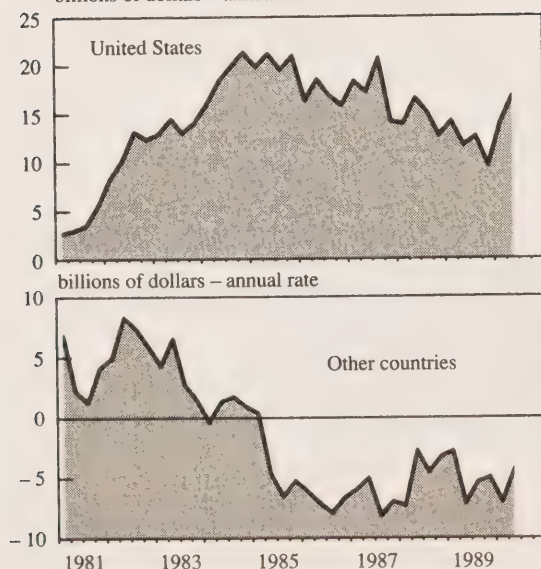 25
United States
20
15
10
5
0
billions of dollars – annual rate
10
Other countries
5
0
– 5
– 10
1981 1983 1985 1987 1989